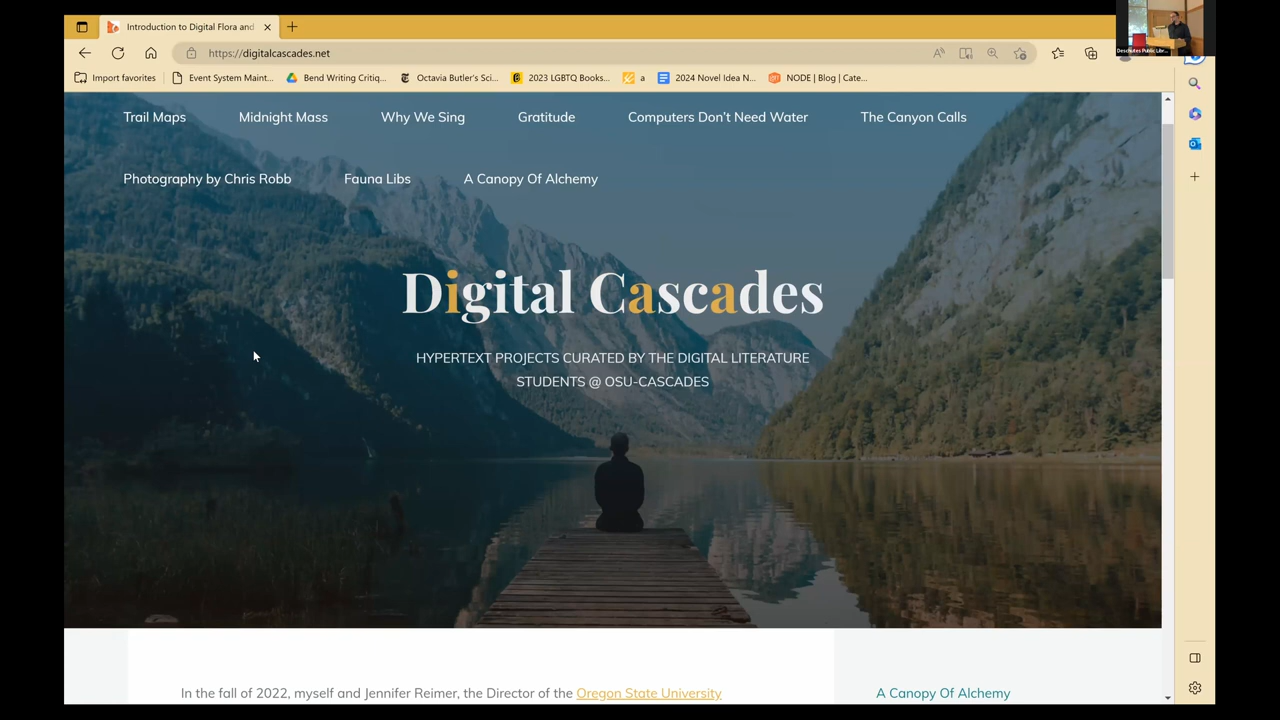 Introduction to Digital Flora and
https://digitalcascades.net
Import favorites
Event System Maint...
Bend Writing Critiq...
Octavia Butler's Sci...
2023 LGBTQ Books...
a
2024 Novel Idea N...
NODE | Blog | Cate...
Deschutes Public Libr...
Trail Maps
Midnight Mass
Why We Sing
Gratitude
Computers Don't Need Water
The Canyon Calls
Photography by Chris Robb
Fauna Libs
A Canopy Of Alchemy
Digital Cascades
HYPERTEXT PROJECTS CURATED BY THE DIGITAL LITERATURE
STUDENTS @ OSU-CASCADES
In the fall of 2022, myself and Jennifer Reimer, the Director of the Oregon State University
A Canopy Of Alchemy